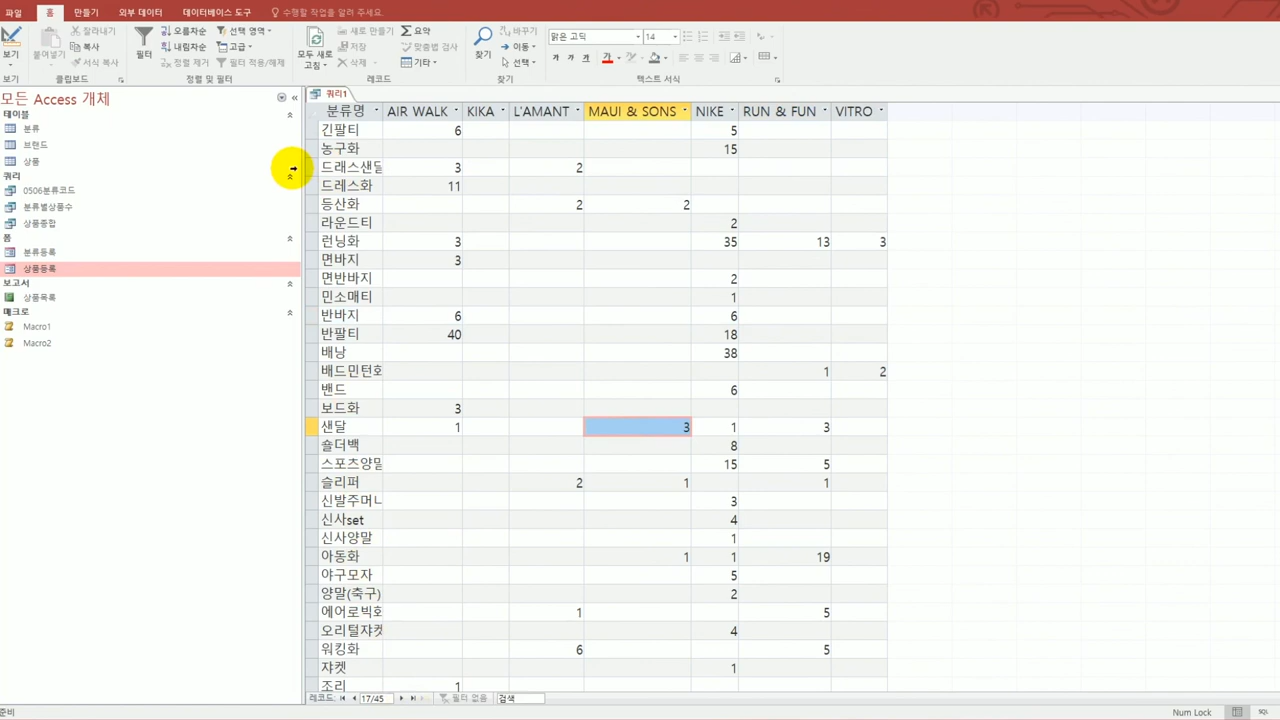 파일 홈 만들기 외부 데이터 데이터베이스 도구 수행할 작업을 알려 주세요.
잘라내기 오름차순 선택 영역 새로 만들기 요약 바꾸기 맑은 고딕 14
보기 붙여넣기 복사 필터 내림차순 고급 모두 새로 고침 저장 맞춤법 검사 찾기 이동
서식 복사 정렬 제거 필터 적용/해제 삭제 기타 선택 가 가 가 가
보기 클립보드 정렬 및 필터 레코드 찾기 텍스트 서식
모든 Access 개체
테이블
분류
브랜드
상품
쿼리
0506분류코드
분류별상품수
상품종합
폼
분류등록
상품등록
보고서
상품목록
매크로
Macro1
Macro2
쿼리1
분류명 AIR WALK KIKA L'AMANT MAUI & SONS NIKE RUN & FUN VITRO
긴팔티 6 5
농구화 15
드래스샌달 3 2
드레스화 11
등산화 2 2
라운드티 2
런닝화 3 35 13 3
면바지 3
면반바지 2
민소매티 1
반바지 6 6
반팔티 40 18
배낭 38
배드민턴화 1 2
밴드 6
보드화 3
샌달 1 3 1 3
숄더백 8
스포츠양말 15 5
슬리퍼 2 1 1
신발주머니 3
신사set 4
신사양말 1
아동화 1 1 19
야구모자 5
양말(축구) 2
에어로빅화 1 5
오리털쟈켓 4
워킹화 6 5
쟈켓 1
조리 1
레코드: 17/45 필터 없음 검색
준비 Num Lock SQL